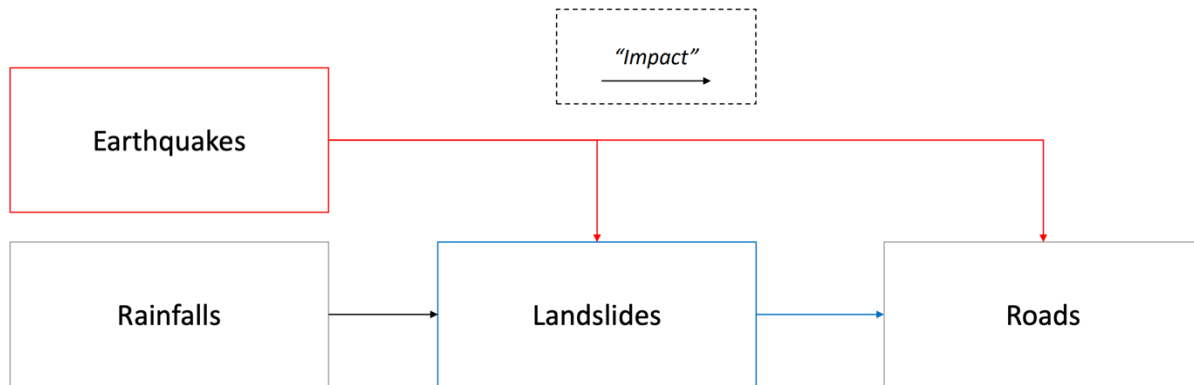 “Impact”
Earthquakes
Rainfalls
Landslides
Roads